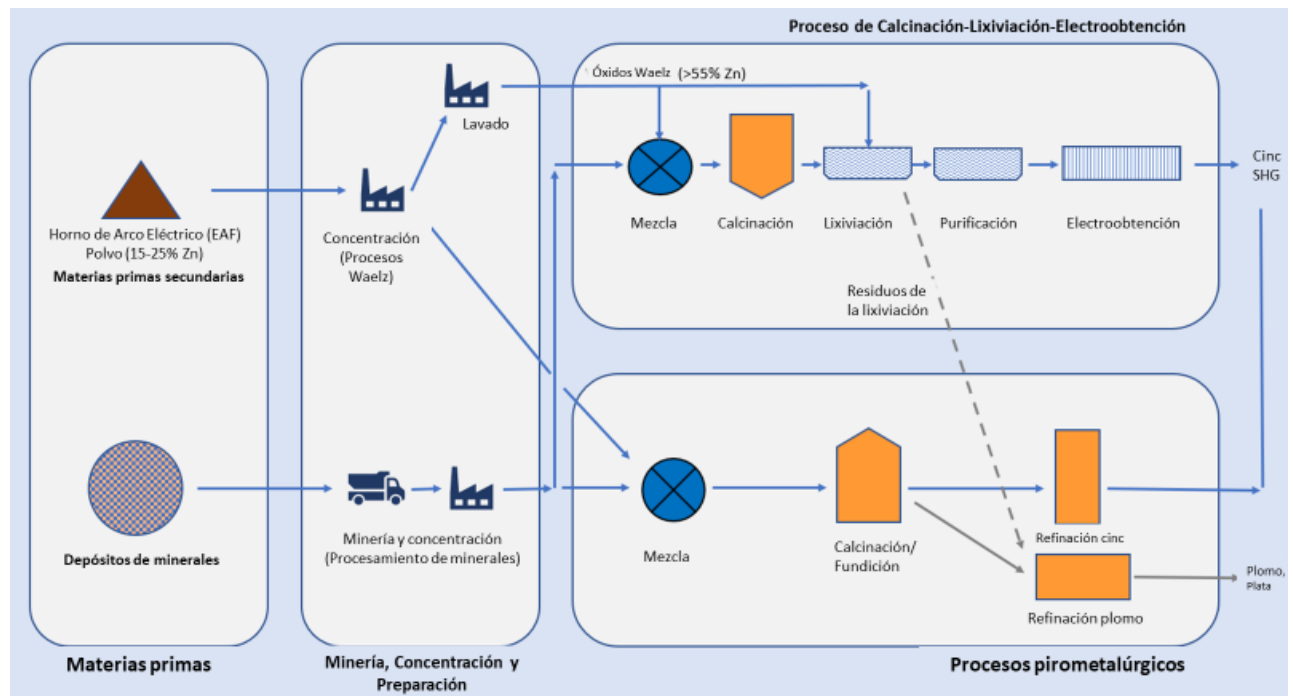 Proceso de Calcinación-Lixiviación-Electroobtención
Óxidos Waelz (>55% Zn)
Lavado
Cinc
SHG
Mezcla
Calcinación
Lixiviación
Purificación
Electroobtención
Horno de Arco Eléctrico (EAF)
Polvo (15-25% Zn)
Materias primas secundarias
Concentración
(Procesos
Waelz)
Residuos de
la lixiviación
Depósitos de minerales
Minería y concentración
(Procesamiento de minerales)
Mezcla
Calcinación/
Fundición
Refinación cinc
Plomo,
Plata
Refinación plomo
Materias primas
Minería, Concentración y
Preparación
Procesos pirometalúrgicos